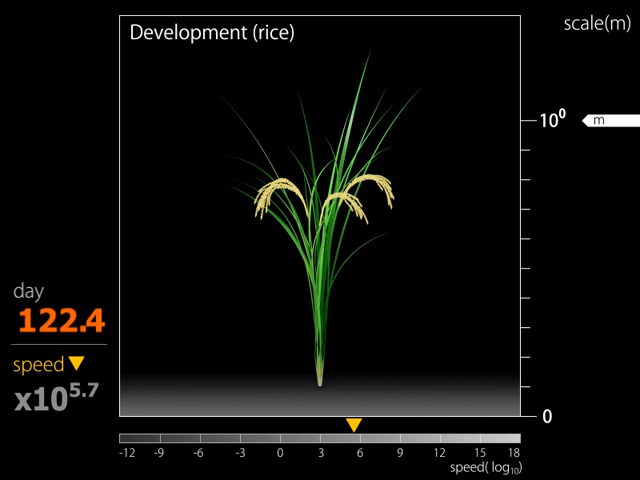 Development (rice)
scale(m)
10⁰
m
day
122.4
speed▼
x10⁵·⁷
0
-12 -9 -6 -3 0 3 6 9 12 15 18
speed( log₁₀)